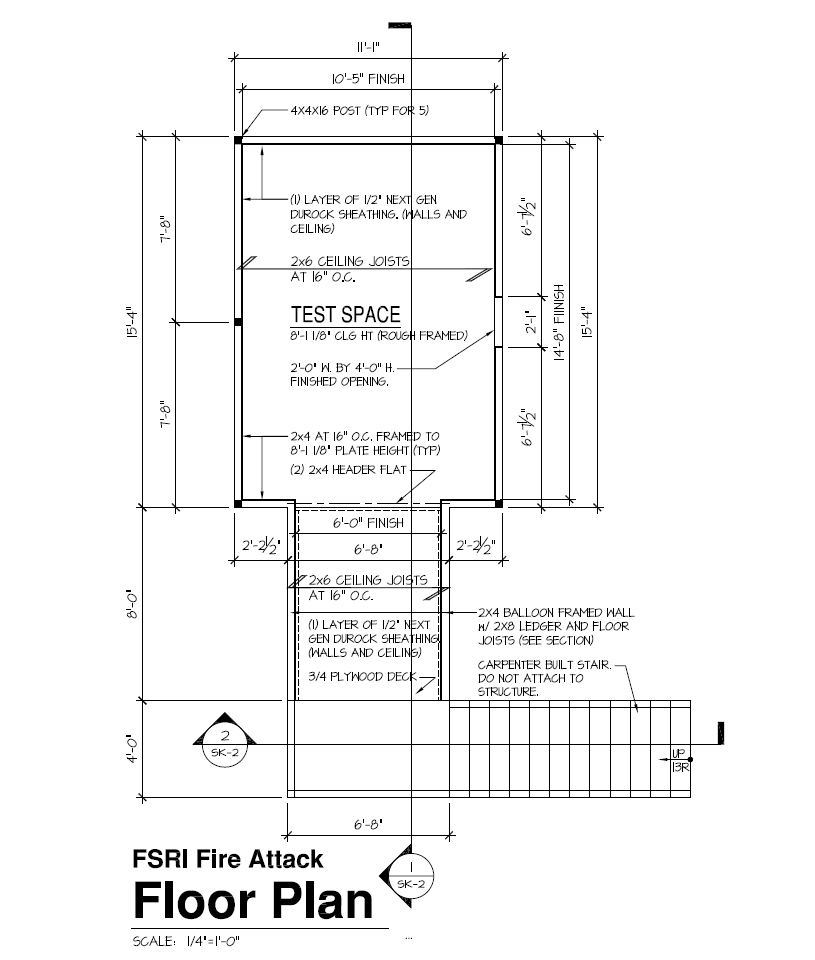 11'-1"
10'-5" FINISH
4X4X16 POST (TYP FOR 5)
(1) LAYER OF 1/2" NEXT GEN
DUROCK SHEATHING. (WALLS AND
CEILING)
7'-8"
6'-7 1/2"
2x6 CEILING JOISTS
AT 16" O.C.
TEST SPACE
8'-1 1/8" CLG HT (ROUGH FRAMED)
15'-4"
2'-1"
14'-8" FIINISH
15'-4"
2'-0" W. BY 4'-0" H.
FINISHED OPENING.
7'-8"
6'-7 1/2"
2x4 AT 16" O.C. FRAMED TO
8'-1 1/8" PLATE HEIGHT (TYP)
(2) 2x4 HEADER FLAT
6'-0" FINISH
2'-2 1/2"
6'-8"
2'-2 1/2"
2x6 CEILING JOISTS
AT 16" O.C.
8'-0"
(1) LAYER OF 1/2" NEXT
GEN DUROCK SHEATHING
(WALLS AND CEILING)
3/4 PLYWOOD DECK
2X4 BALLOON FRAMED WALL
w/ 2X8 LEDGER AND FLOOR
JOISTS (SEE SECTION)
CARPENTER BUILT STAIR.
DO NOT ATTACH TO
STRUCTURE.
4'-0"
2
SK-2
UP
13R
6'-8"
1
SK-2
FSRI Fire Attack
Floor Plan
SCALE: 1/4"=1'-0"
...